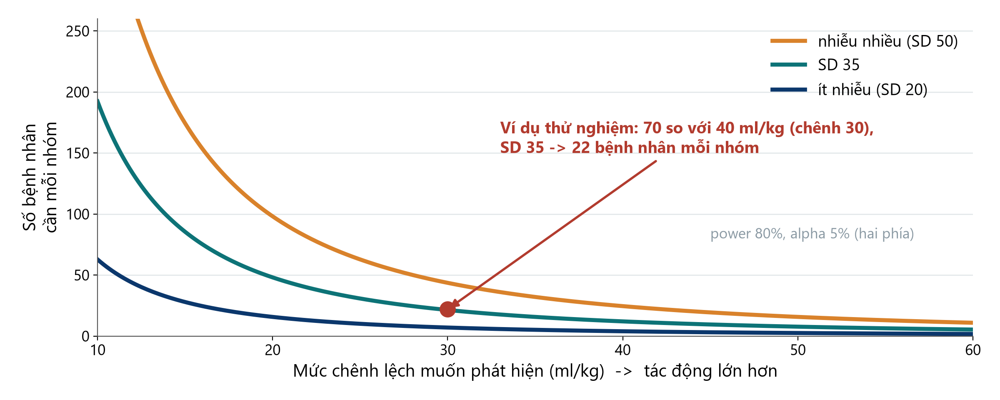 Số bệnh nhân
cần mỗi nhóm
250
200
150
100
50
0
nhiễu nhiều (SD 50)
SD 35
ít nhiễu (SD 20)
Ví dụ thử nghiệm: 70 so với 40 ml/kg (chênh 30),
SD 35 -> 22 bệnh nhân mỗi nhóm
power 80%, alpha 5% (hai phía)
10 20 30 40 50 60
Mức chênh lệch muốn phát hiện (ml/kg) -> tác động lớn hơn